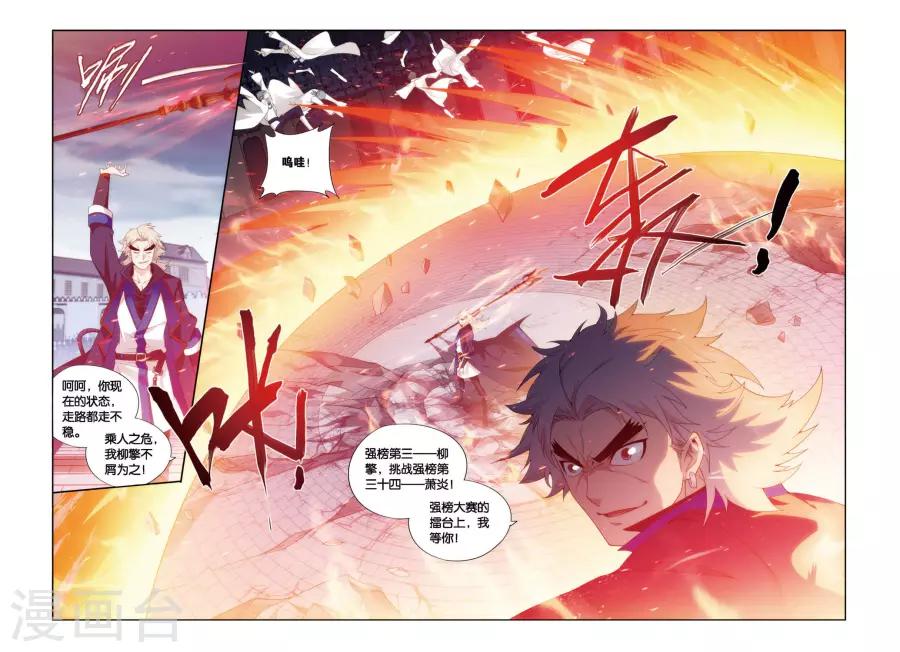 唰
呵呵，你现
在的状态，
走路都走不
稳。
乘人之危，
我柳擎不
屑为之！
呜哇！
轰！
咻！
强榜第三——柳
擎，挑战强榜第
三十四——萧炎！
强榜大赛的
擂台上，我
等你！
漫画台